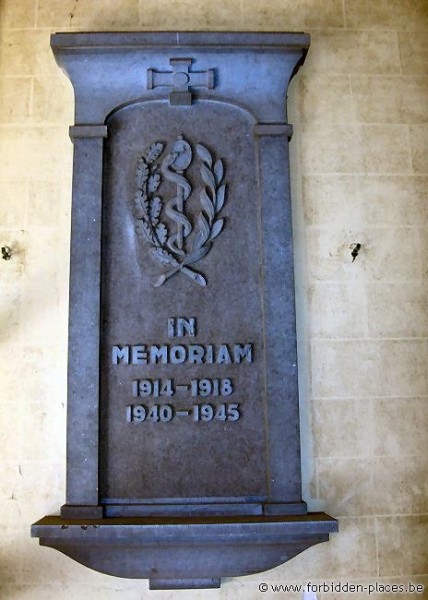 IN
MEMORIAM
1914-1918
1940-1945
© www.forbidden-places.be